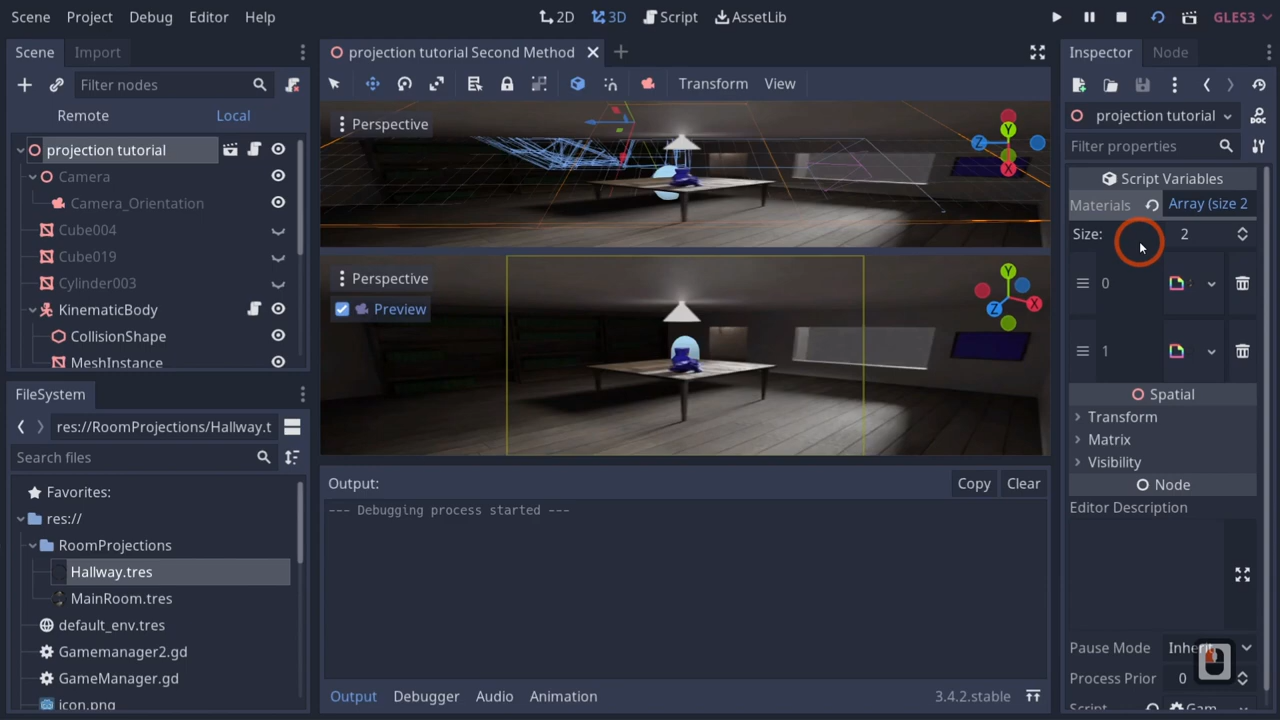 Scene Project Debug Editor Help 2D 3D Script AssetLib GLES3
Scene Import
Filter nodes
Remote Local
projection tutorial
Camera
Camera_Orientation
Cube004
Cube019
Cylinder003
KinematicBody
CollisionShape
MeshInstance
FileSystem
res://RoomProjections/Hallway.t
Search files
Favorites:
res://
RoomProjections
Hallway.tres
MainRoom.tres
default_env.tres
Gamemanager2.gd
GameManager.gd
icon.png
projection tutorial Second Method
Transform View
Perspective
Y
Z
X
Perspective
Preview
Y
X
Z
Output: Copy Clear
--- Debugging process started ---
Output Debugger Audio Animation 3.4.2.stable
Inspector Node
projection tutorial
Filter properties
Script Variables
Materials Array (size 2
Size: 2
0
1
Spatial
Transform
Matrix
Visibility
Node
Editor Description
Pause Mode Inherit
Process Prior 0
Script Gam